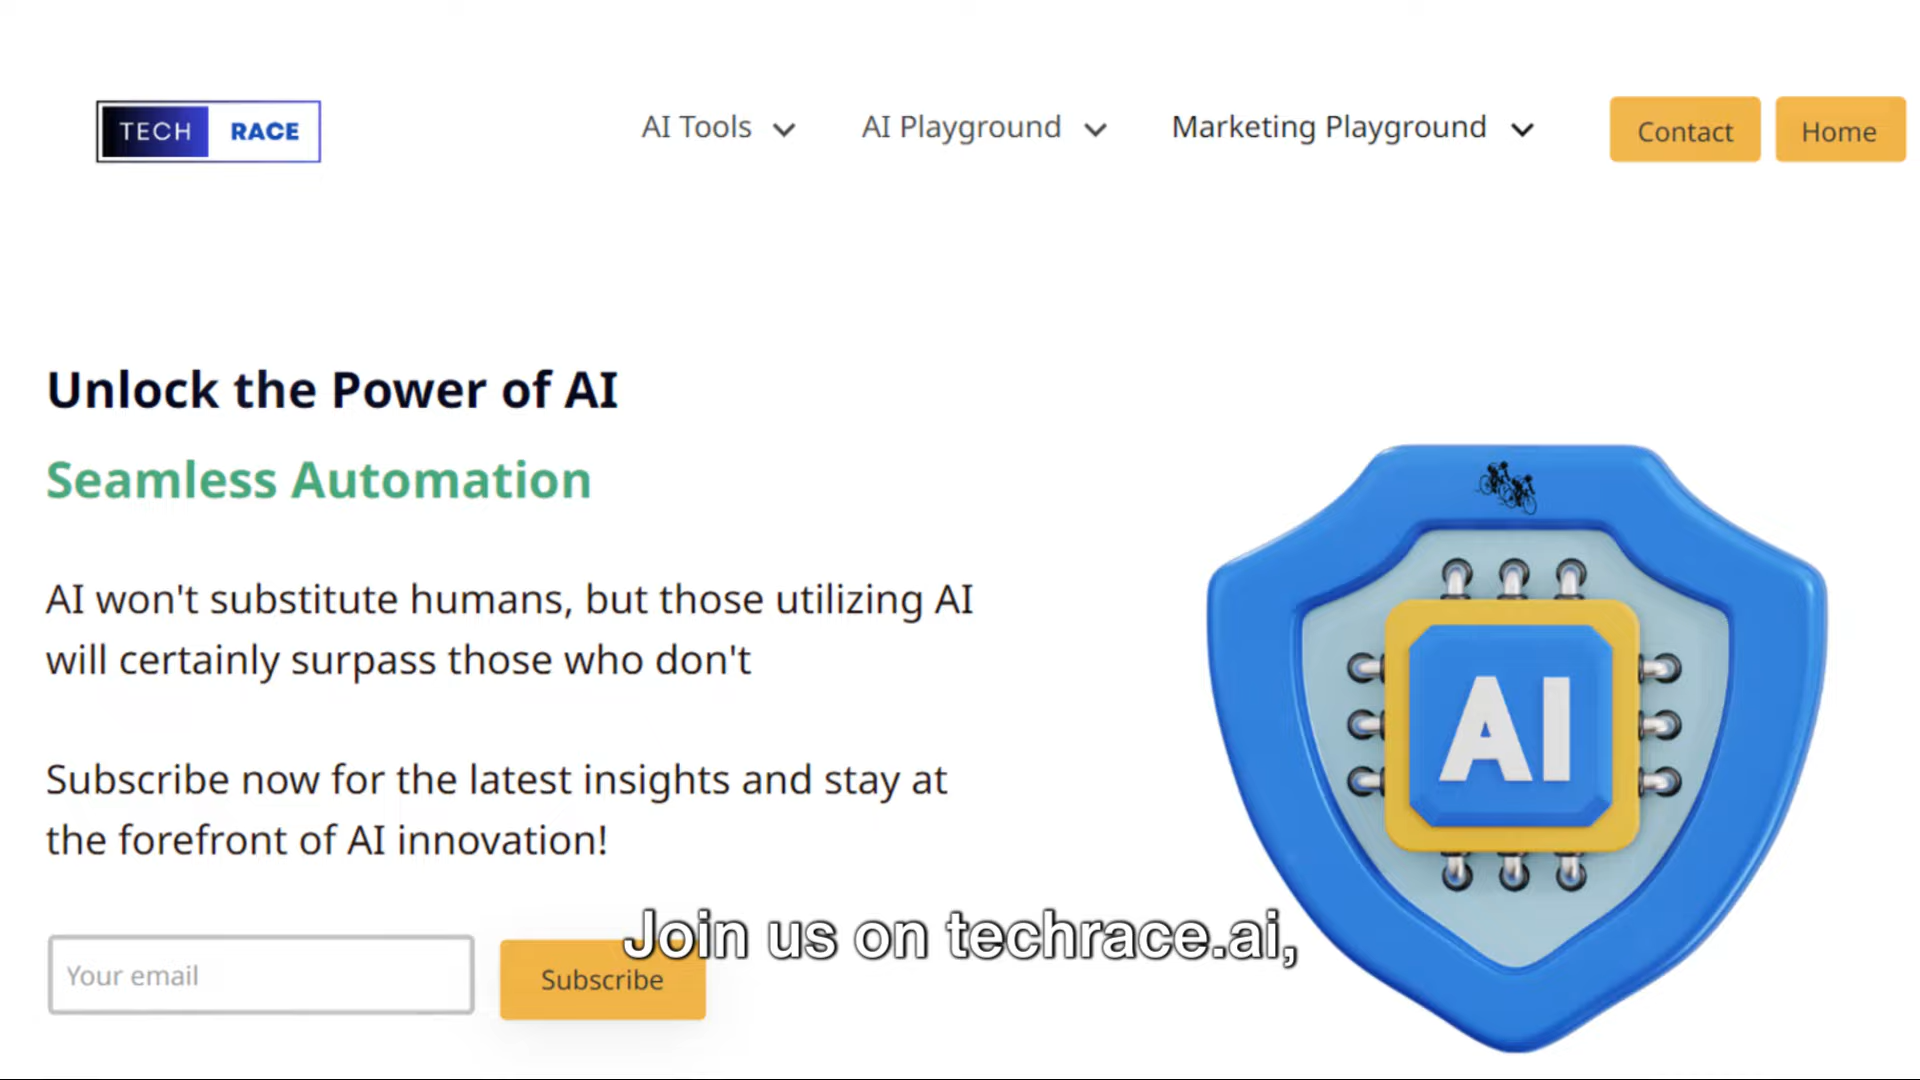 TECH RACE
AI Tools
AI Playground
Marketing Playground
Contact
Home
Unlock the Power of AI
Seamless Automation
AI won't substitute humans, but those utilizing AI
will certainly surpass those who don't
Subscribe now for the latest insights and stay at
the forefront of AI innovation!
AI
Your email
Subscribe
Join us on techrace.ai,